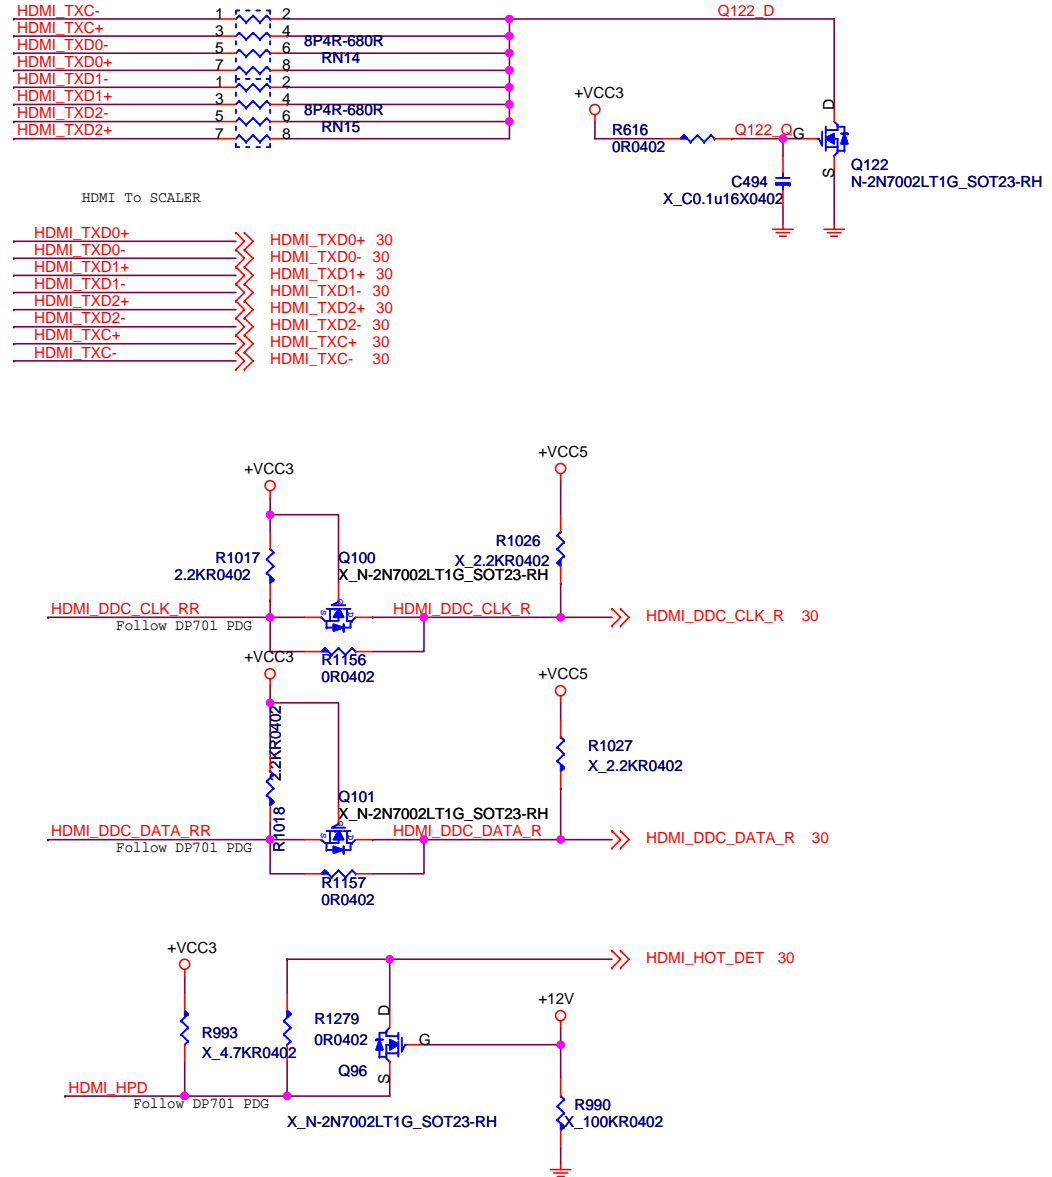 HDMI_TXC- 1 2 Q122_D
HDMI_TXC+ 3 4
8P4R-680R
HDMI_TXD0- 5 6
RN14
HDMI_TXD0+ 7 8
HDMI_TXD1- 1 2
HDMI_TXD1+ 3 4
8P4R-680R
HDMI_TXD2- 5 6
RN15
HDMI_TXD2+ 7 8
+VCC3
R616
0R0402
Q122_Q
G
D
S
Q122
N-2N7002LT1G_SOT23-RH
C494
X_C0.1u16X0402
HDMI To SCALER
HDMI_TXD0+ HDMI_TXD0+ 30
HDMI_TXD0- HDMI_TXD0- 30
HDMI_TXD1+ HDMI_TXD1+ 30
HDMI_TXD1- HDMI_TXD1- 30
HDMI_TXD2+ HDMI_TXD2+ 30
HDMI_TXD2- HDMI_TXD2- 30
HDMI_TXC+ HDMI_TXC+ 30
HDMI_TXC- HDMI_TXC- 30
+VCC3
+VCC5
R1017
2.2KR0402
Q100
X_N-2N7002LT1G_SOT23-RH
R1026
X_2.2KR0402
G
S
D
HDMI_DDC_CLK_RR
HDMI_DDC_CLK_R
HDMI_DDC_CLK_R 30
Follow DP701 PDG
R1156
0R0402
+VCC3
+VCC5
2.2KR0402
R1018
Q101
X_N-2N7002LT1G_SOT23-RH
R1027
X_2.2KR0402
G
S
D
HDMI_DDC_DATA_RR
HDMI_DDC_DATA_R
HDMI_DDC_DATA_R 30
Follow DP701 PDG
R1157
0R0402
+VCC3
HDMI_HOT_DET 30
+12V
R993
X_4.7KR0402
R1279
0R0402
D
G
S
Q96
X_N-2N7002LT1G_SOT23-RH
HDMI_HPD
Follow DP701 PDG
R990
X_100KR0402